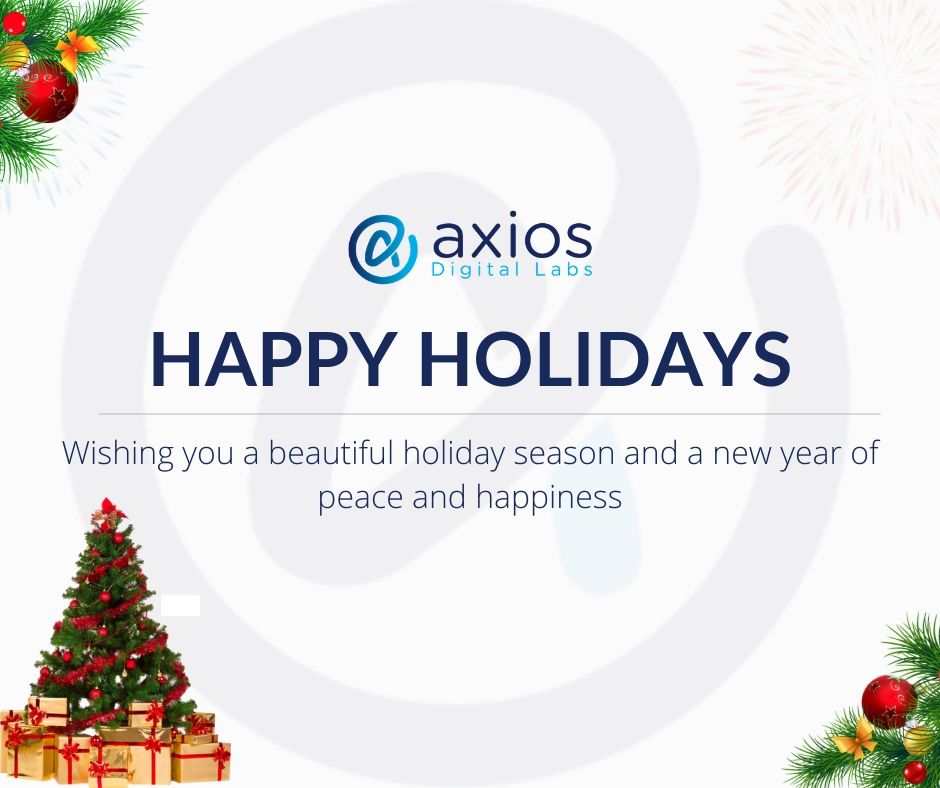 axios
Digital Labs
HAPPY HOLIDAYS
Wishing you a beautiful holiday season and a new year of
peace and happiness